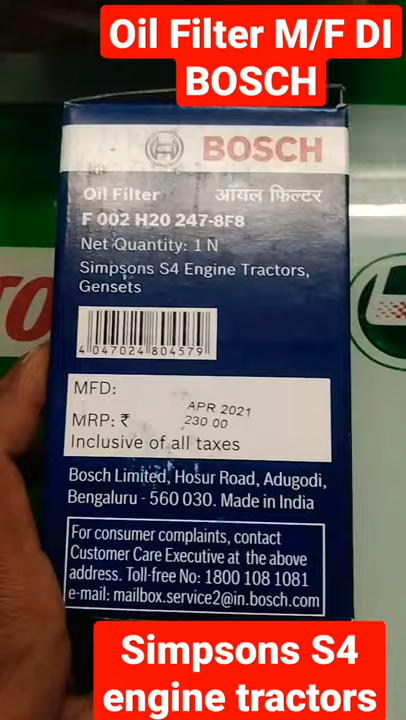 Oil Filter M/F DI
BOSCH
BOSCH
Oil Filter ऑयल फिल्टर
F 002 H20 247-8F8
Net Quantity: 1 N
Simpsons S4 Engine Tractors,
Gensets
4 047024 804579
MFD:
APR 2021
MRP: ₹ 230 00
Inclusive of all taxes
Bosch Limited, Hosur Road, Adugodi,
Bengaluru - 560 030. Made in India
For consumer complaints, contact
Customer Care Executive at the above
address. Toll-free No: 1800 108 1081
e-mail: mailbox.service2@in.bosch.com
Simpsons S4
engine tractors